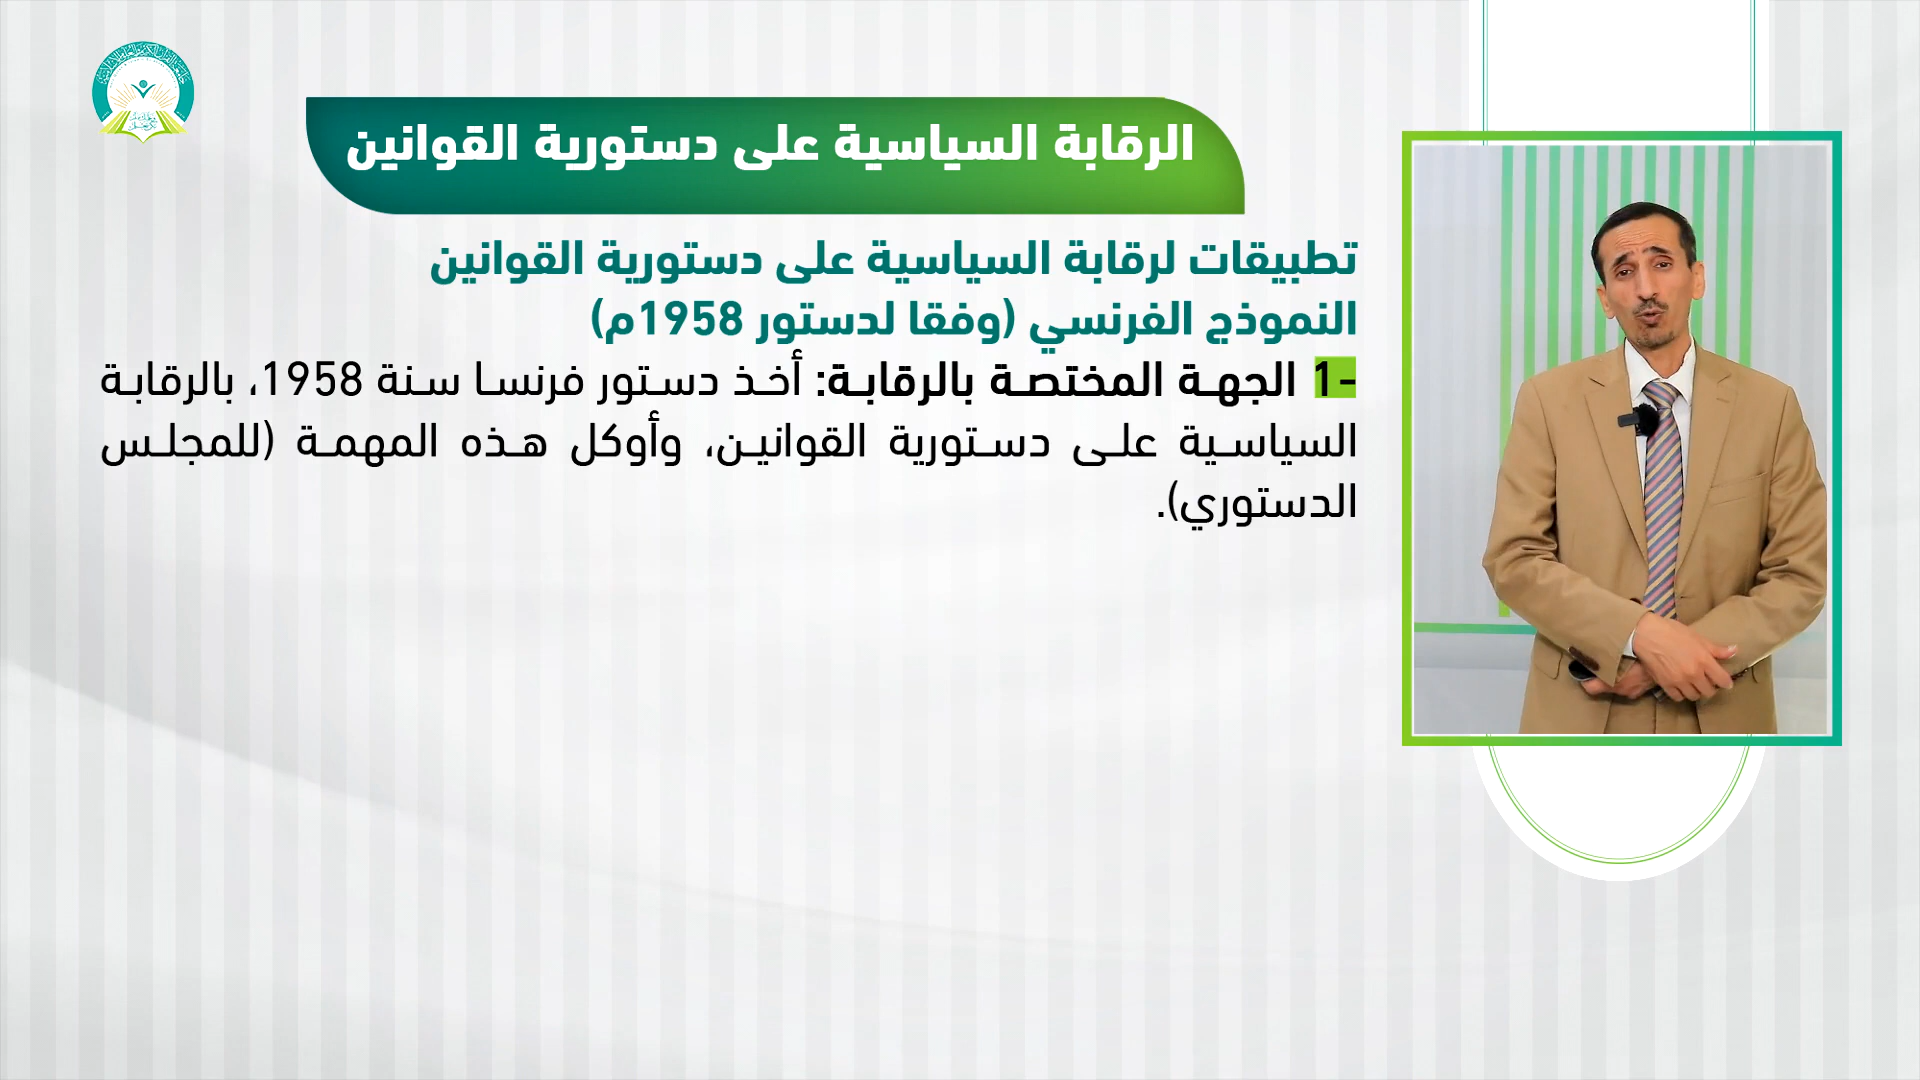 الرقابة السياسية على دستورية القوانين
تطبيقات لرقابة السياسية على دستورية القوانين
النموذج الفرنسي (وفقا لدستور 1958م)
1- الجهة المختصة بالرقابة: أخذ دستور فرنسا سنة 1958، بالرقابة
السياسية على دستورية القوانين، وأوكل هذه المهمة (للمجلس
الدستوري).